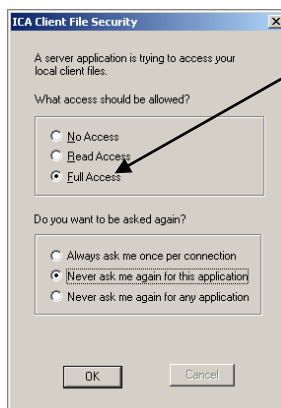 ICA Client File Security
A server application is trying to access your
local client files.
What access should be allowed?
No Access
Read Access
Full Access
Do you want to be asked again?
Always ask me once per connection
Never ask me again for this application
Never ask me again for any application
OK
Cancel